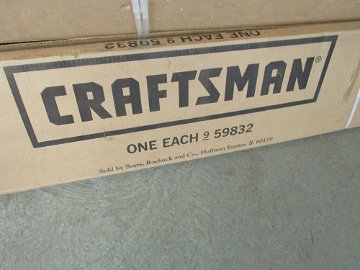 ONE EACH 9 59832
CRAFTSMAN®
ONE EACH 9 59832
Sold by Sears, Roebuck and Co., Hoffman Estates, IL 60179